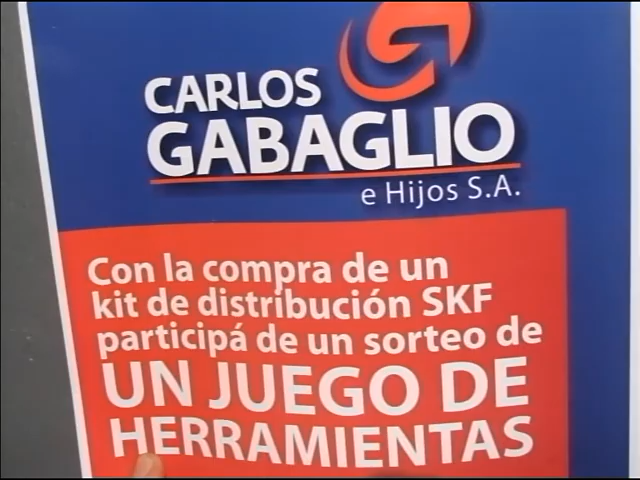 CARLOS
GABAGLIO
e Hijos S.A.
Con la compra de un
kit de distribución SKF
participá de un sorteo de
UN JUEGO DE
HERRAMIENTAS